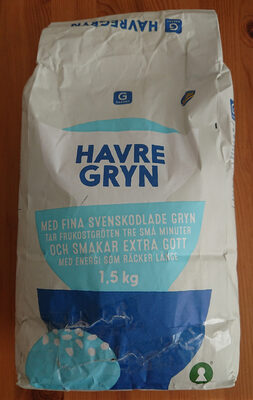 HAVREGRYN
G
HAVRE
GRYN
MED FINA SVENSKODLADE GRYN
TAR FRUKOSTGRÖTEN TRE SMÅ MINUTER
OCH SMAKAR EXTRA GOTT
MED ENERGI SOM RÄCKER LÄNGE
1,5 kg